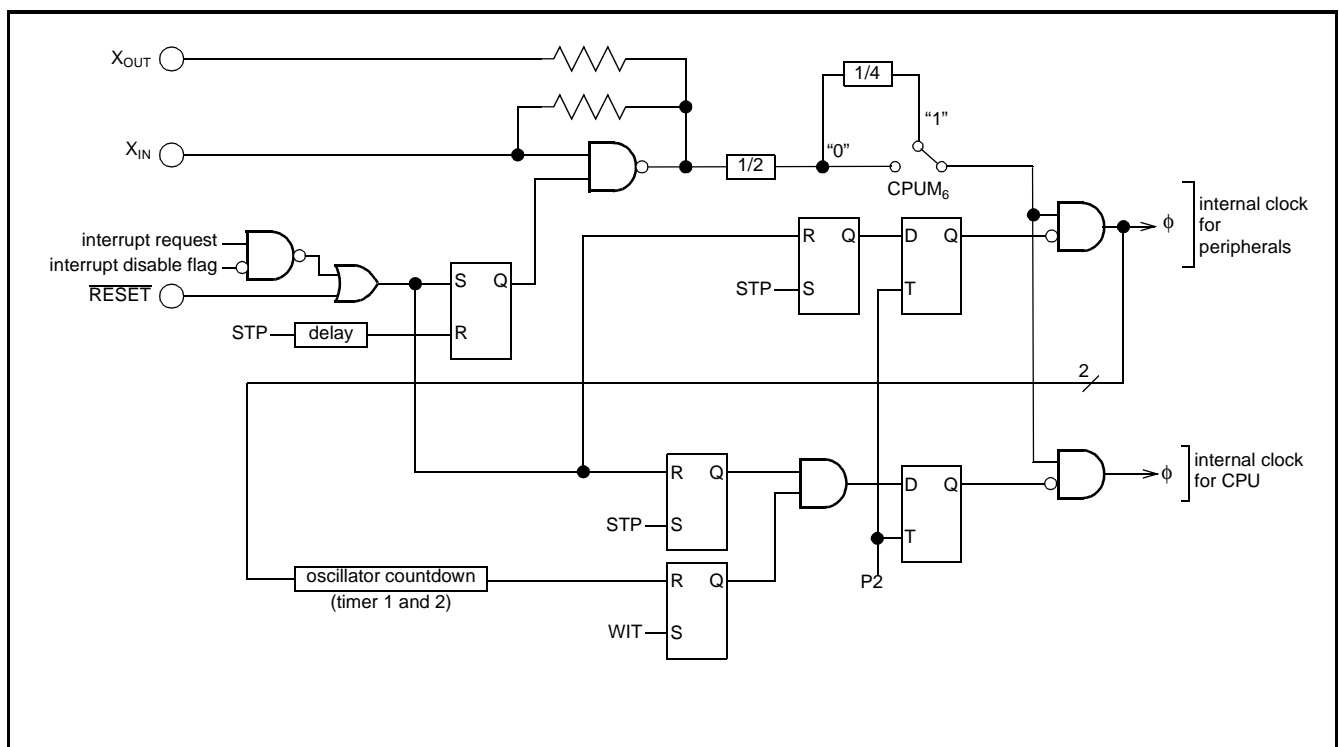 XOUT
1/4
"1"
XIN
"0"
1/2
CPUM6
interrupt request
interrupt disable flag
RESET
STP
delay
S
Q
R
R
Q
STP
S
D
Q
T
ϕ
internal clock
for
peripherals
2
R
Q
STP
S
D
Q
T
P2
ϕ
internal clock
for CPU
oscillator countdown
(timer 1 and 2)
R
Q
WIT
S